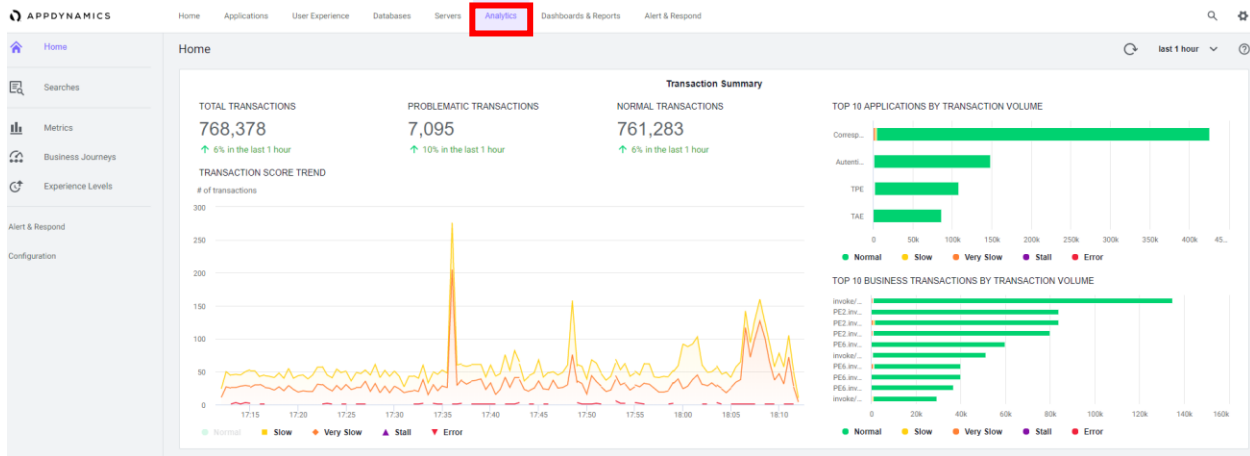 APPDYNAMICS
Home Applications User Experience Databases Servers Analytics Dashboards & Reports Alert & Respond
Home
Searches
Metrics
Business Journeys
Experience Levels
Alert & Respond
Configuration
Home
last 1 hour
Transaction Summary
TOTAL TRANSACTIONS
768,378
6% in the last 1 hour
PROBLEMATIC TRANSACTIONS
7,095
10% in the last 1 hour
NORMAL TRANSACTIONS
761,283
6% in the last 1 hour
TRANSACTION SCORE TREND
# of transactions
300
250
200
150
100
50
0
17:15 17:20 17:25 17:30 17:35 17:40 17:45 17:50 17:55 18:00 18:05 18:10
Normal Slow Very Slow Stall Error
TOP 10 APPLICATIONS BY TRANSACTION VOLUME
Corresp...
Autenti...
TPE
TAE
0 50k 100k 150k 200k 250k 300k 350k 400k 45...
Normal Slow Very Slow Stall Error
TOP 10 BUSINESS TRANSACTIONS BY TRANSACTION VOLUME
invoke/...
PE2.inv...
PE2.inv...
PE2.inv...
PE6.inv...
invoke/...
PE6.inv...
PE6.inv...
PE6.inv...
invoke/...
0 20k 40k 60k 80k 100k 120k 140k 160k
Normal Slow Very Slow Stall Error